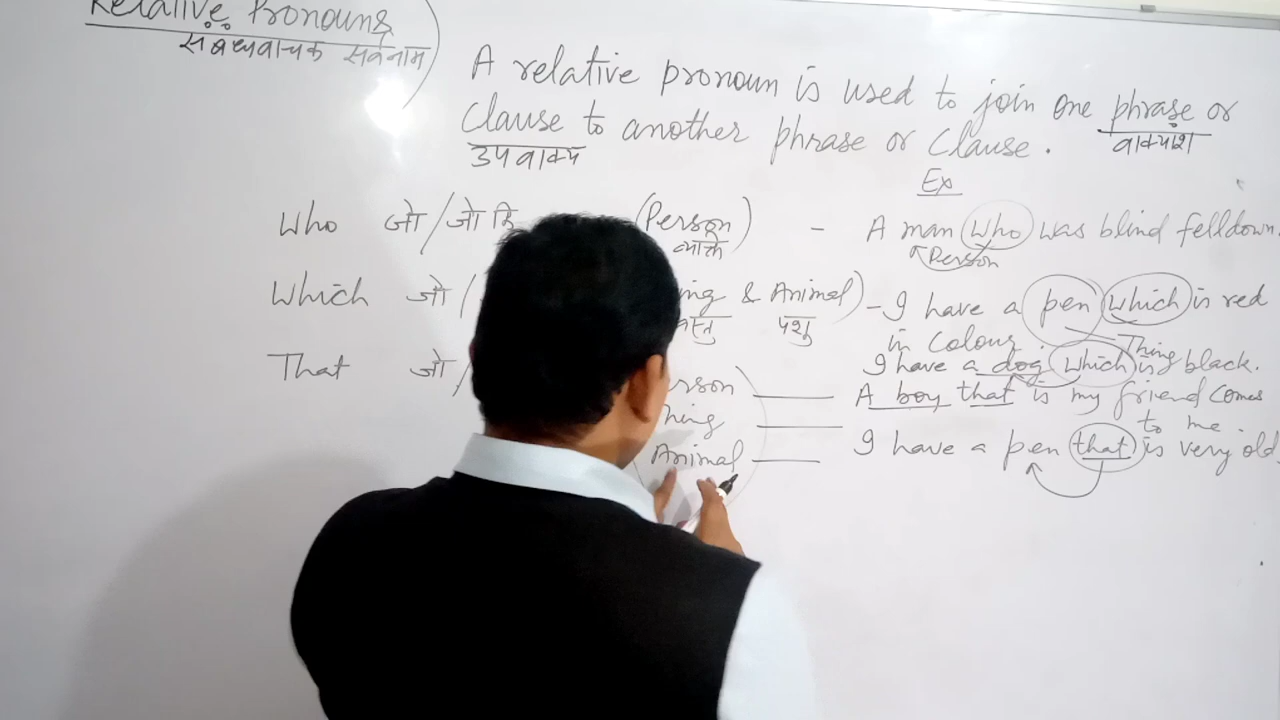 Relative Pronouns
संबंधवाचक सर्वनाम
A relative pronoun is used to join one phrase or
वाक्यांश
Clause to another phrase or Clause.
उपवाक्य
Ex
Who जो/जो कि (Person) - A man who was blind felldown.
व्यक्ति
Person
Which जो/ & Animal) - I have a pen which is red
पशु
in Colour
Thing
I have a dog which is black.
That जो/
A boy that is my friend comes
to me.
Animal
I have a pen that is very old.